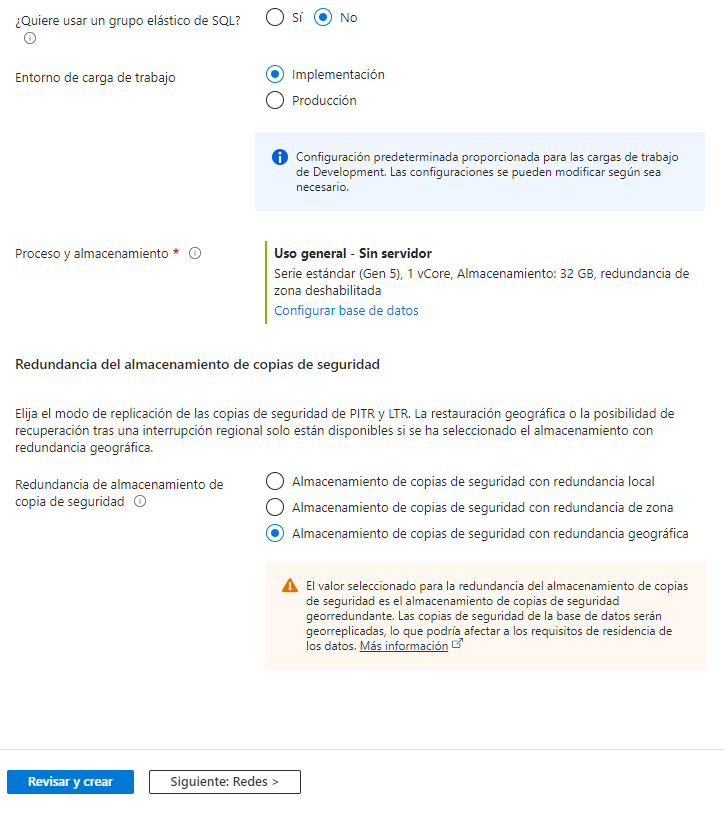 ¿Quiere usar un grupo elástico de SQL?
Sí
No
Entorno de carga de trabajo
Implementación
Producción
Configuración predeterminada proporcionada para las cargas de trabajo
de Development. Las configuraciones se pueden modificar según sea
necesario.
Proceso y almacenamiento *
Uso general - Sin servidor
Serie estándar (Gen 5), 1 vCore, Almacenamiento: 32 GB, redundancia de
zona deshabilitada
Configurar base de datos
Redundancia del almacenamiento de copias de seguridad
Elija el modo de replicación de las copias de seguridad de PITR y LTR. La restauración geográfica o la posibilidad de
recuperación tras una interrupción regional solo están disponibles si se ha seleccionado el almacenamiento con
redundancia geográfica.
Redundancia de almacenamiento de
copia de seguridad
Almacenamiento de copias de seguridad con redundancia local
Almacenamiento de copias de seguridad con redundancia de zona
Almacenamiento de copias de seguridad con redundancia geográfica
El valor seleccionado para la redundancia del almacenamiento de copias
de seguridad es el almacenamiento de copias de seguridad
georredundante. Las copias de seguridad de la base de datos serán
georreplicadas, lo que podría afectar a los requisitos de residencia de
los datos. Más información
Revisar y crear
Siguiente: Redes >